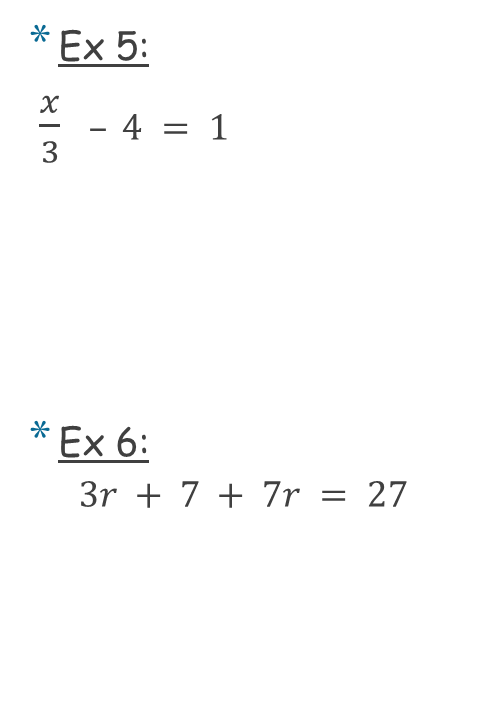 * Ex 5:
x/3 – 4 = 1
* Ex 6:
3r + 7 + 7r = 27